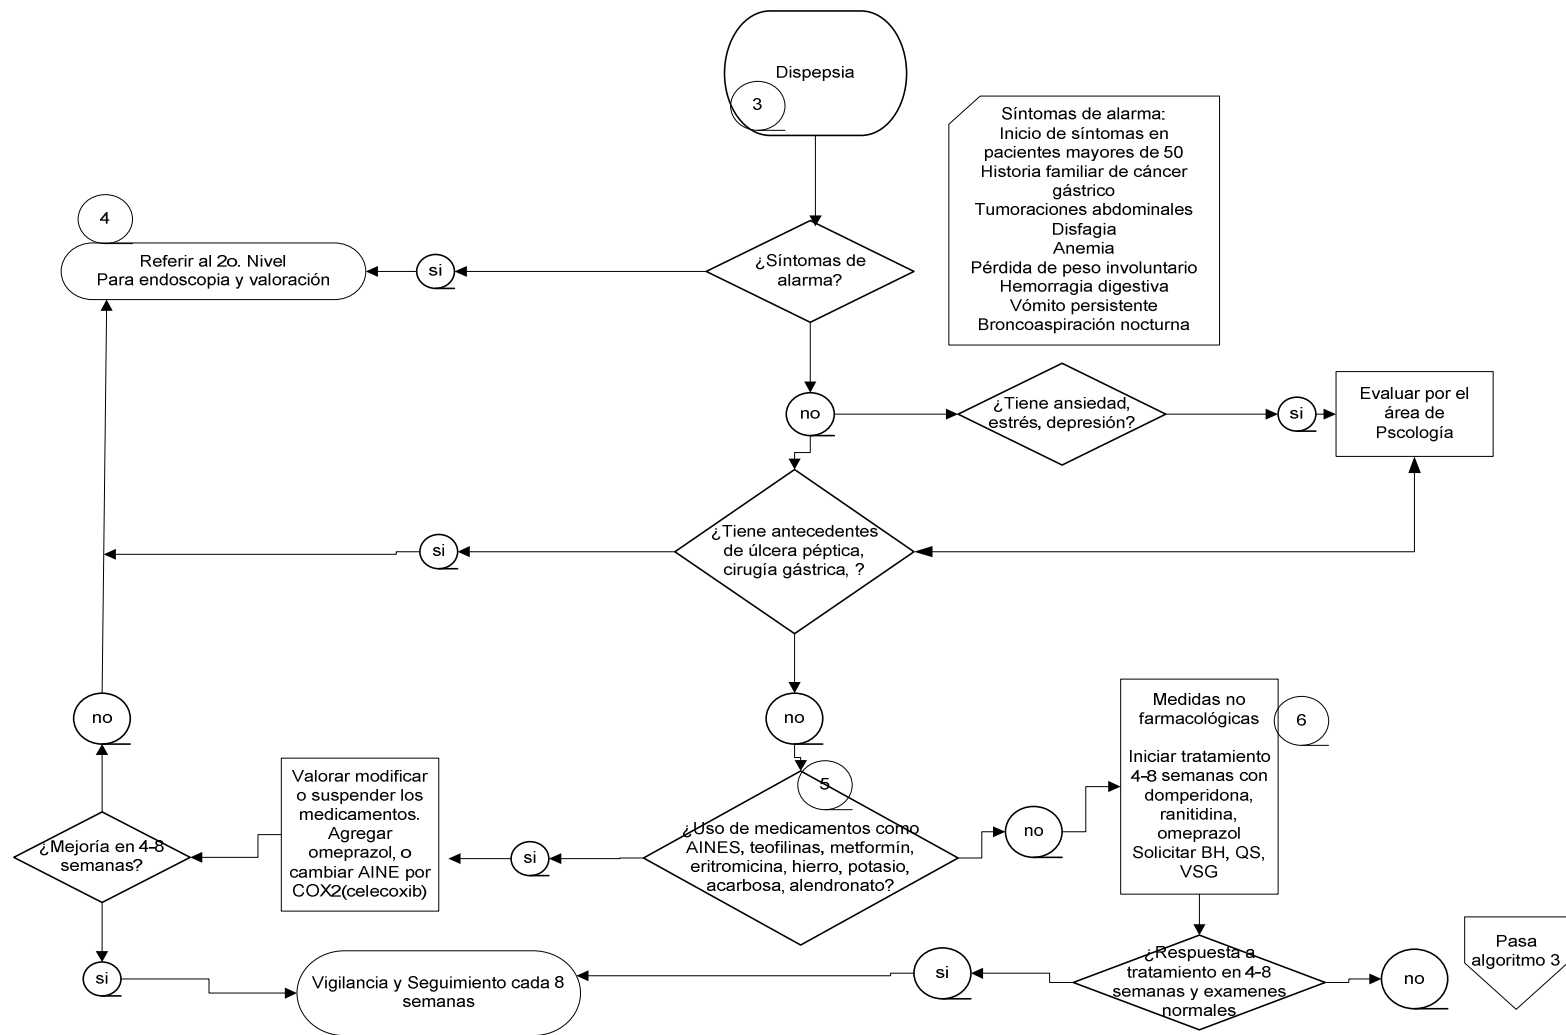 Dispepsia
3
Síntomas de alarma:
Inicio de síntomas en
pacientes mayores de 50
Historia familiar de cáncer
gástrico
Tumoraciones abdominales
Disfagia
Anemia
Pérdida de peso involuntario
Hemorragia digestiva
Vómito persistente
Broncoaspiración nocturna
4
Referir al 2o. Nivel
Para endoscopia y valoración
si
¿Síntomas de
alarma?
no
¿Tiene ansiedad,
estrés, depresión?
si
Evaluar por el
área de
Pscología
si
¿Tiene antecedentes
de úlcera péptica,
cirugía gástrica, ?
no
no
Medidas no
farmacológicas
Iniciar tratamiento
4-8 semanas con
domperidona,
ranitidina,
omeprazol
Solicitar BH, QS,
VSG
6
¿Mejoría en 4-8
semanas?
Valorar modificar
o suspender los
medicamentos.
Agregar
omeprazol, o
cambiar AINE por
COX2(celecoxib)
si
5
¿Uso de medicamentos como
AINES, teofilinas, metformín,
eritromicina, hierro, potasio,
acarbosa, alendronato?
no
si
Vigilancia y Seguimiento cada 8
semanas
si
¿Respuesta a
tratamiento en 4-8
semanas y examenes
normales
no
Pasa
algoritmo 3